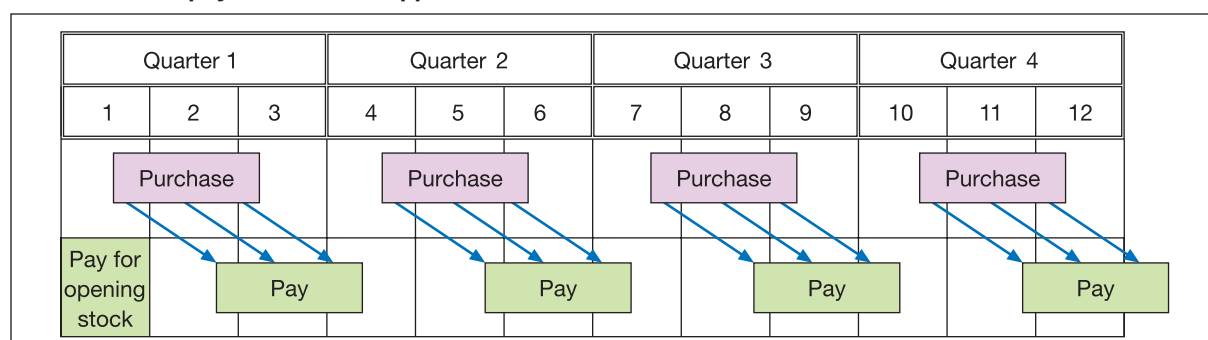 Quarter 1 Quarter 2 Quarter 3 Quarter 4
1 2 3 4 5 6 7 8 9 10 11 12
Purchase Purchase Purchase Purchase
Pay for
opening
stock
Pay Pay Pay Pay